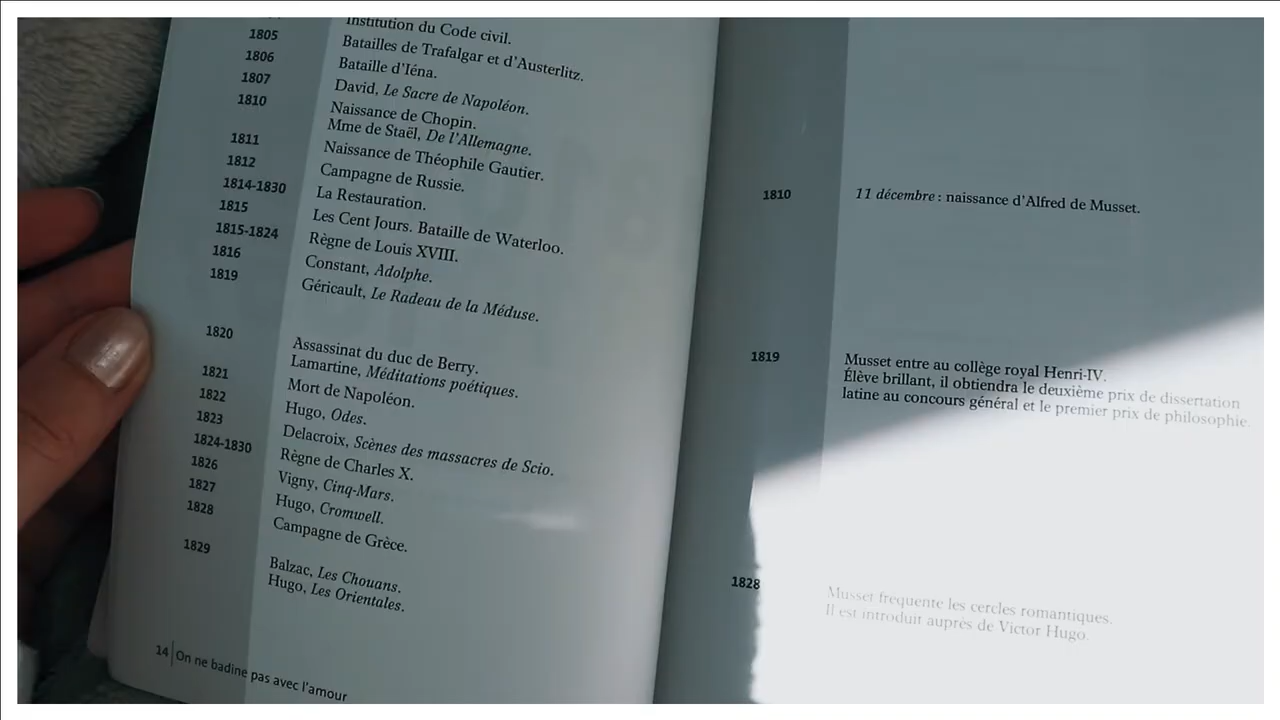 Institution du Code civil.
1805 Batailles de Trafalgar et d'Austerlitz.
1806 Bataille d'Iéna.
1807 David, Le Sacre de Napoléon.
1810 Naissance de Chopin.
Mme de Staël, De l'Allemagne.
1811 Naissance de Théophile Gautier.
1812 Campagne de Russie.
1814-1830 La Restauration.
1815 Les Cent Jours. Bataille de Waterloo.
1815-1824 Règne de Louis XVIII.
1816 Constant, Adolphe.
1819 Géricault, Le Radeau de la Méduse.
1820 Assassinat du duc de Berry.
Lamartine, Méditations poétiques.
1821 Mort de Napoléon.
1822 Hugo, Odes.
1823 Delacroix, Scènes des massacres de Scio.
1824-1830 Règne de Charles X.
1826 Vigny, Cinq-Mars.
1827 Hugo, Cromwell.
1828 Campagne de Grèce.
1829 Balzac, Les Chouans.
Hugo, Les Orientales.
14 On ne badine pas avec l'amour
1810 11 décembre : naissance d'Alfred de Musset.
1819 Musset entre au collège royal Henri-IV.
Élève brillant, il obtiendra le deuxième prix de dissertation
latine au concours général et le premier prix de philosophie.
1828 Musset fréquente les cercles romantiques.
Il est introduit auprès de Victor Hugo.